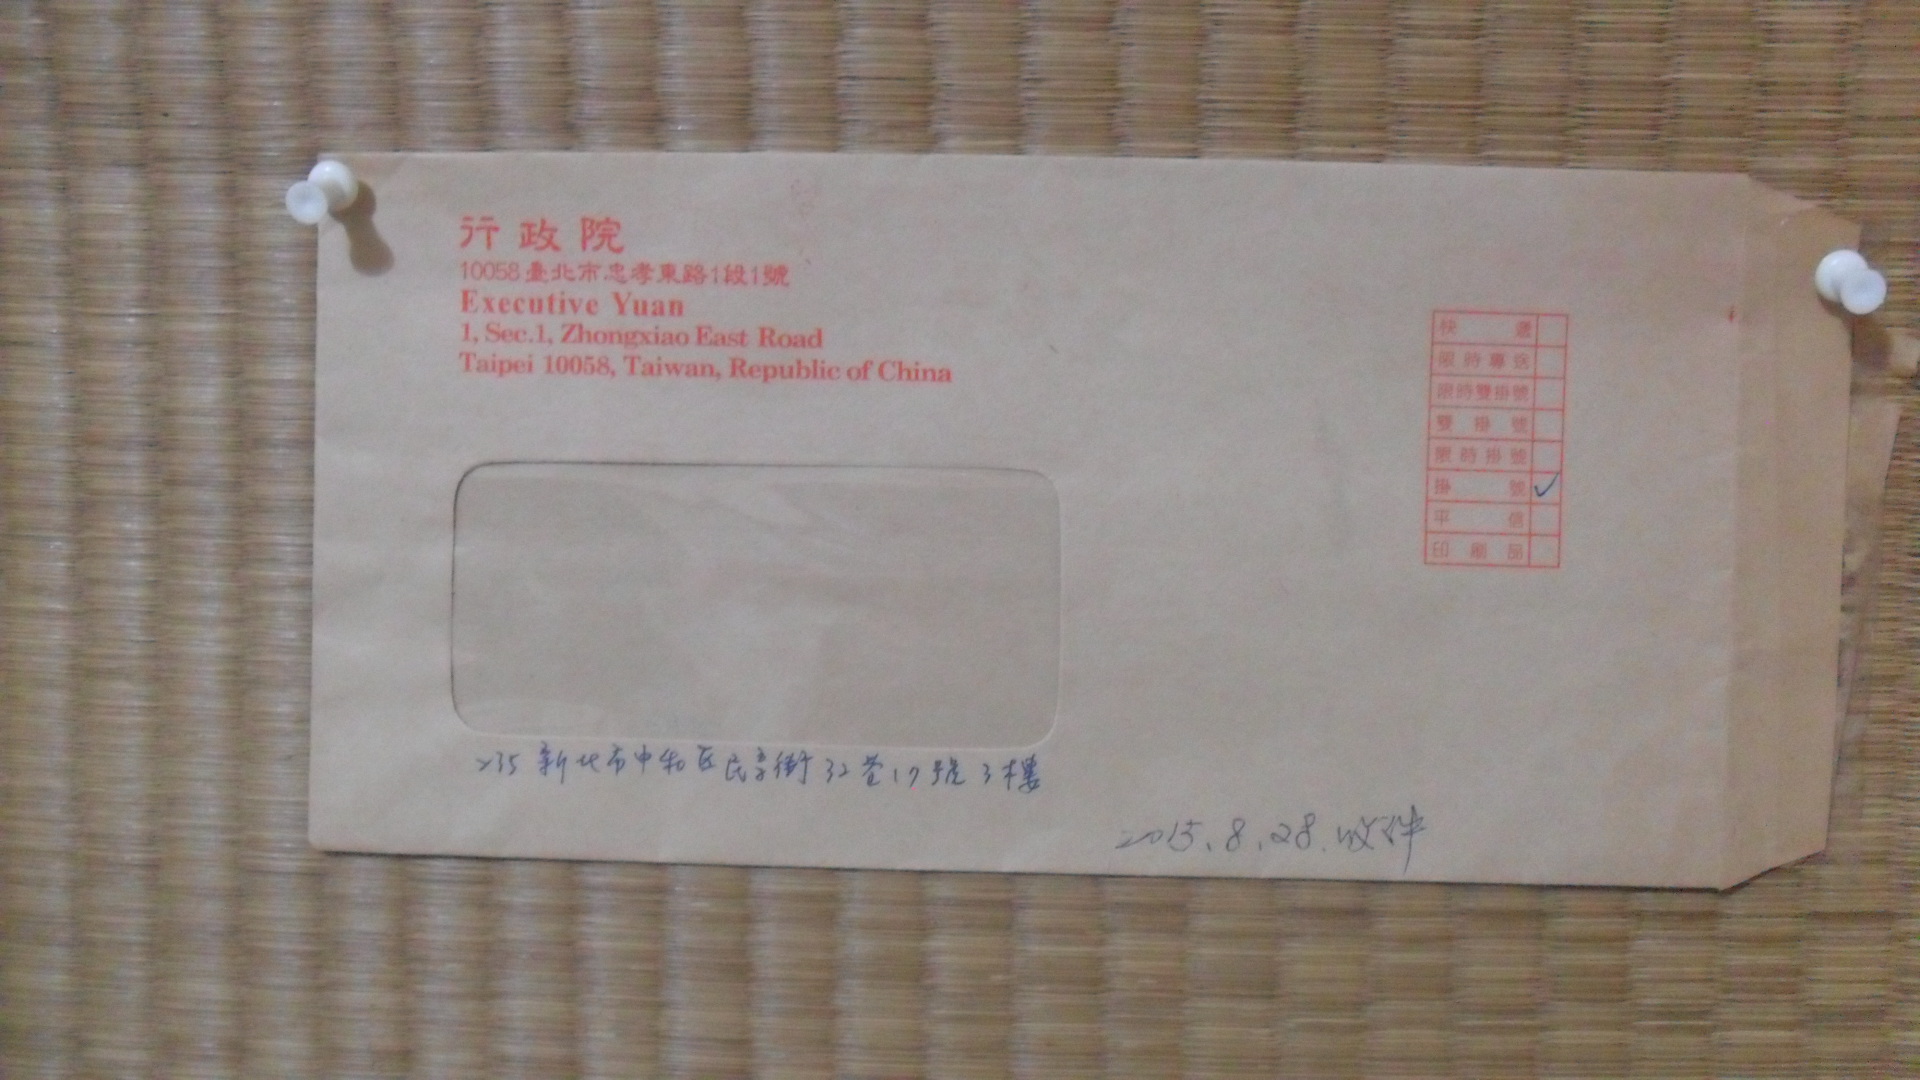 行政院
10058臺北市忠孝東路1段1號
Executive Yuan
1, Sec.1, Zhongxiao East Road
Taipei 10058, Taiwan, Republic of China
快遞
限時專送
限時雙掛號
雙掛號
限時掛號
掛號 ✓
平信
印刷品
235 新北市中和区民享街32巷17號3樓
2015.8.28.收件